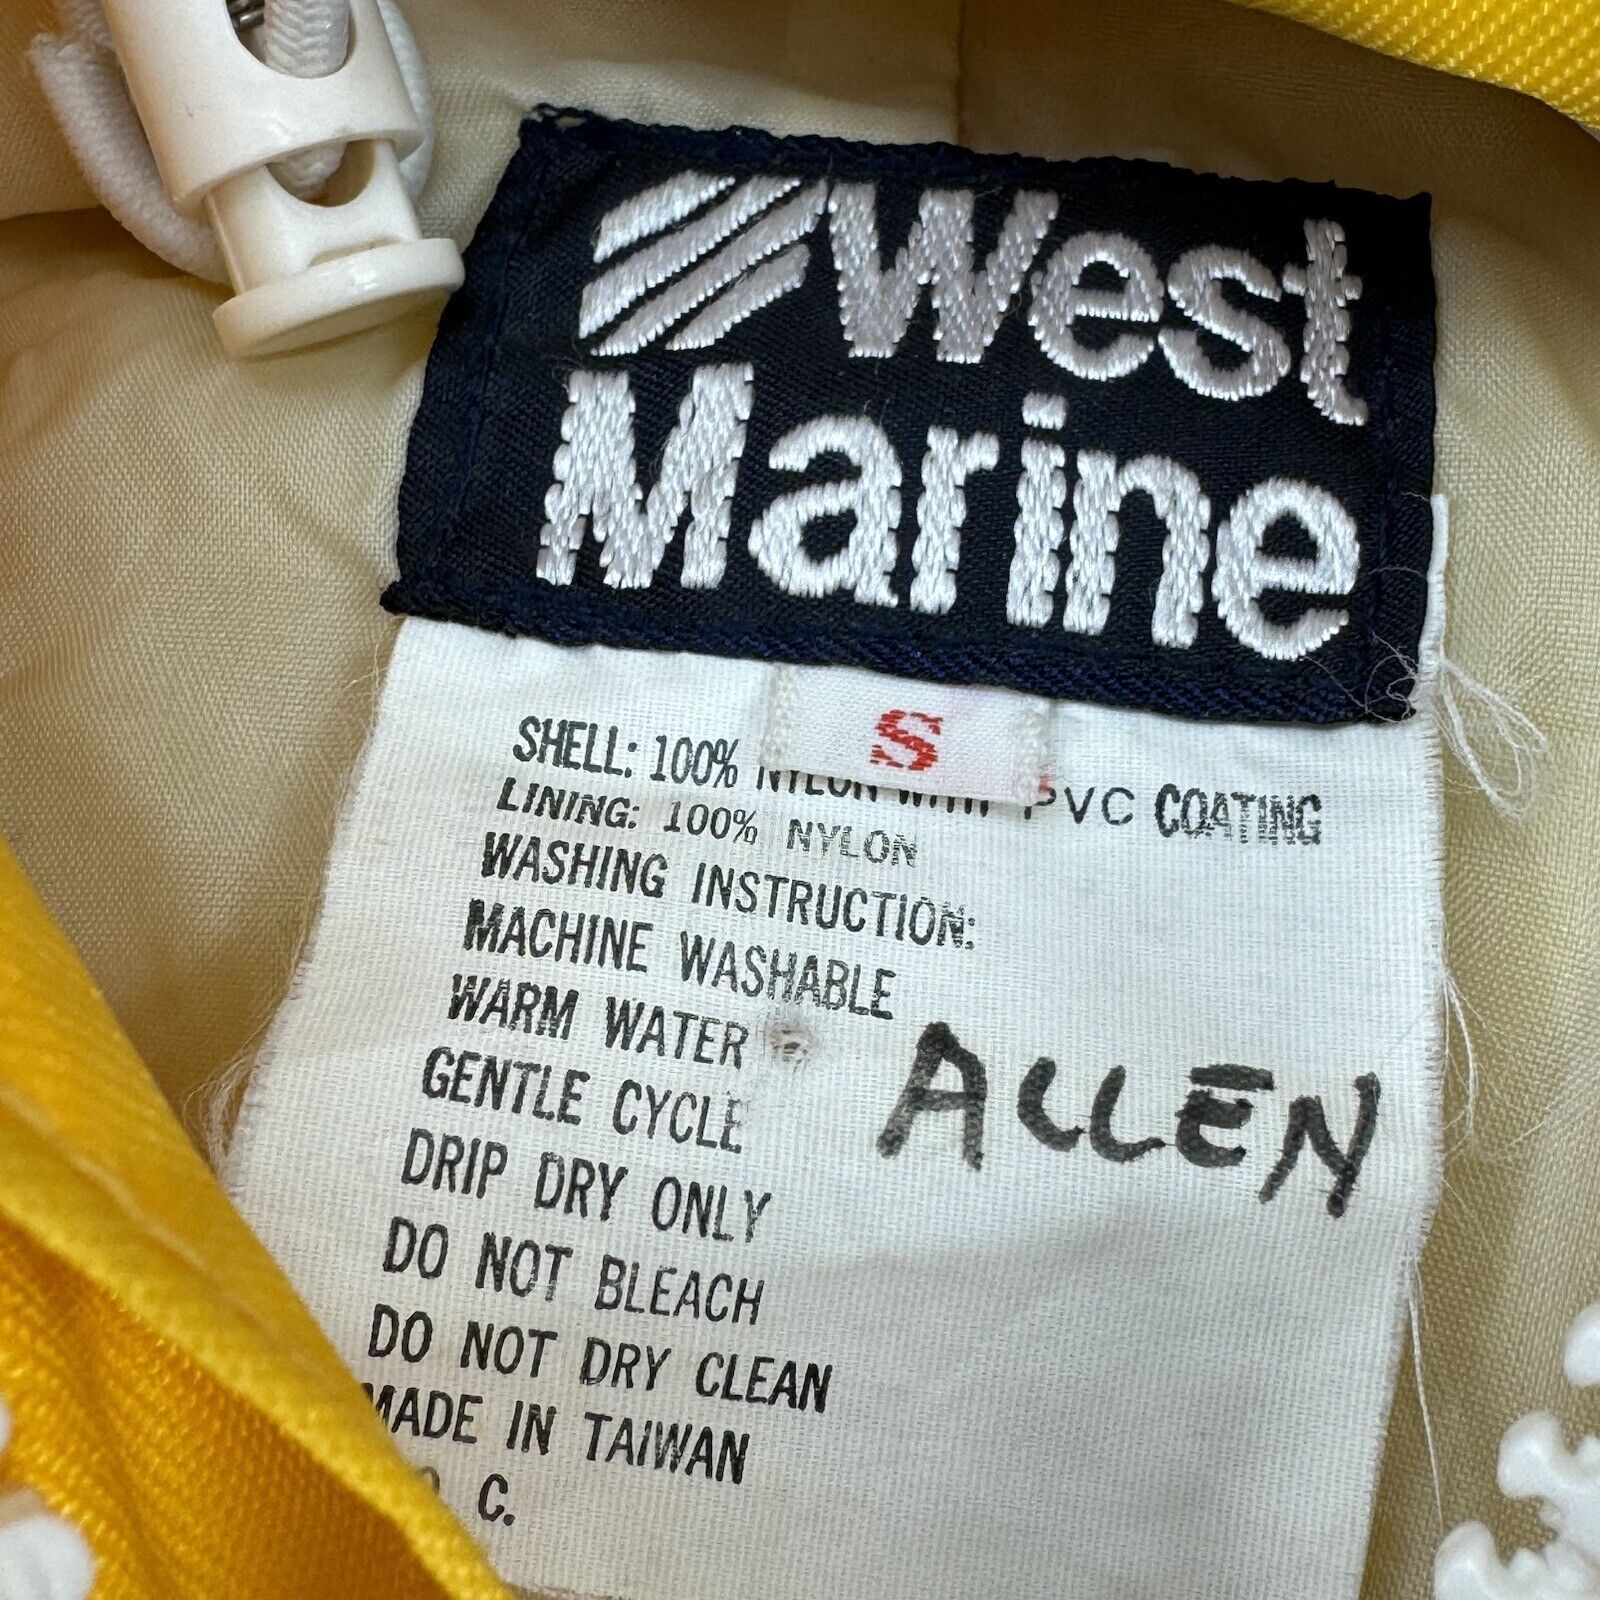 West
Marine
S
SHELL: 100% NYLON WITH PVC COATING
LINING: 100% NYLON
WASHING INSTRUCTION:
MACHINE WASHABLE
WARM WATER
GENTLE CYCLE
ALLEN
DRIP DRY ONLY
DO NOT BLEACH
DO NOT DRY CLEAN
MADE IN TAIWAN
C.